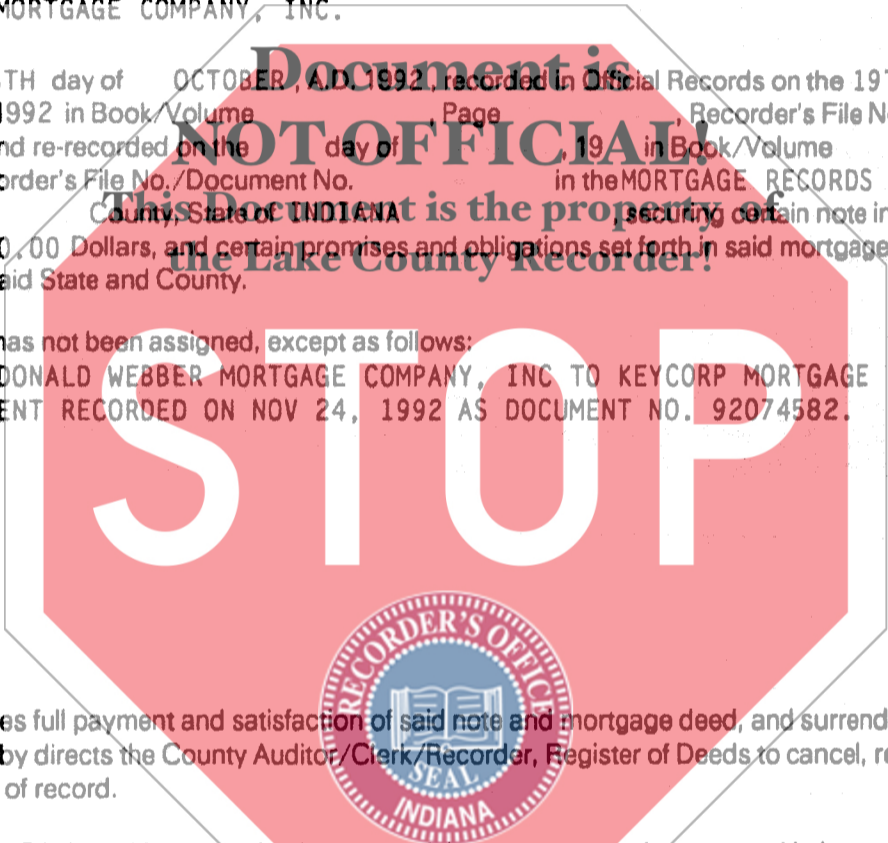 MORTGAGE COMPANY, INC.
Document is
TH day of OCTOBER, A.D. 1992, recorded in Official Records on the 19T
1992 in Book/Volume , Page , Recorder's File N
NOT OFFICIAL!
nd re-recorded on the day of , 19 in Book/Volume
order's File No./Document No. in the MORTGAGE RECORDS
This Document is the property of
County, State of INDIANA , securing certain note in
0.00 Dollars, and certain promises and obligations set forth in said mortgage
the Lake County Recorder!
aid State and County.
as not been assigned, except as follows:
DONALD WEBBER MORTGAGE COMPANY, INC TO KEYCORP MORTGAGE
ENT RECORDED ON NOV 24, 1992 AS DOCUMENT NO. 92074582.
STOP
RECORDER'S OFFICE
es full payment and satisfaction of said note and mortgage deed, and surrend
by directs the County Auditor/Clerk/Recorder, Register of Deeds to cancel, re
SEAL
of record.
INDIANA